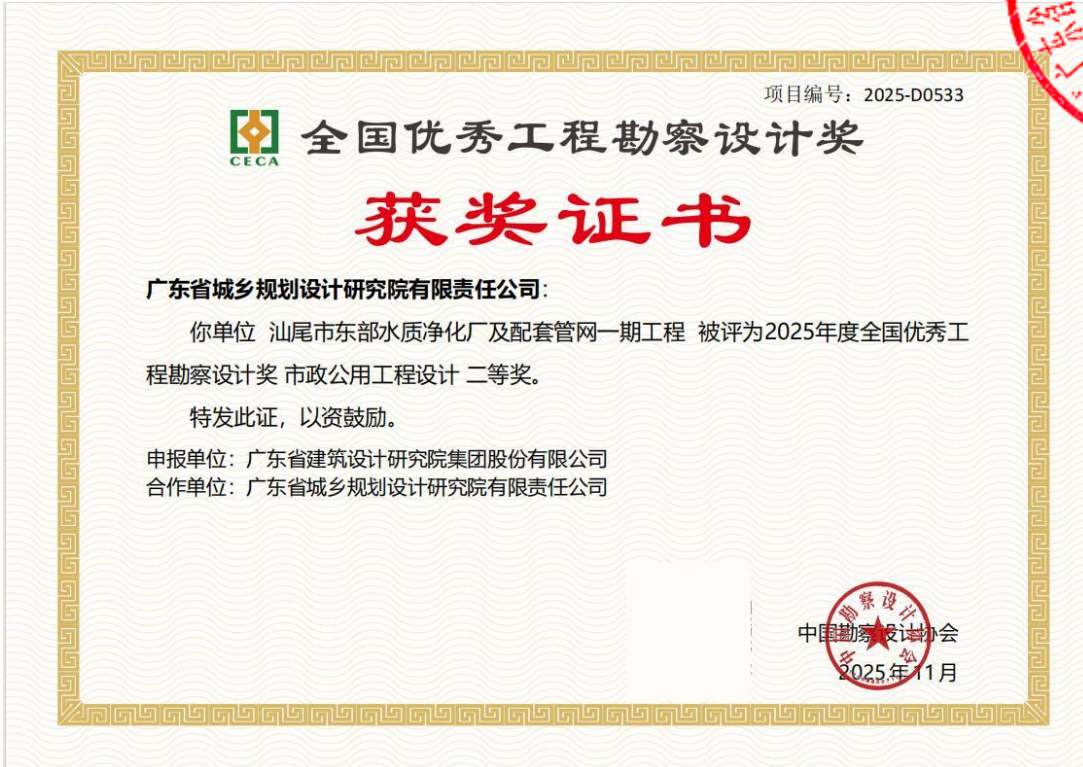 项目编号：2025-D0533
CECA
全国优秀工程勘察设计奖
获奖证书
广东省城乡规划设计研究院有限责任公司：
你单位 汕尾市东部水质净化厂及配套管网一期工程 被评为2025年度全国优秀工
程勘察设计奖 市政公用工程设计 二等奖。
特发此证，以资鼓励。
申报单位：广东省建筑设计研究院集团股份有限公司
合作单位：广东省城乡规划设计研究院有限责任公司
中国勘察设计协会
中国勘察设计协会
2025年11月